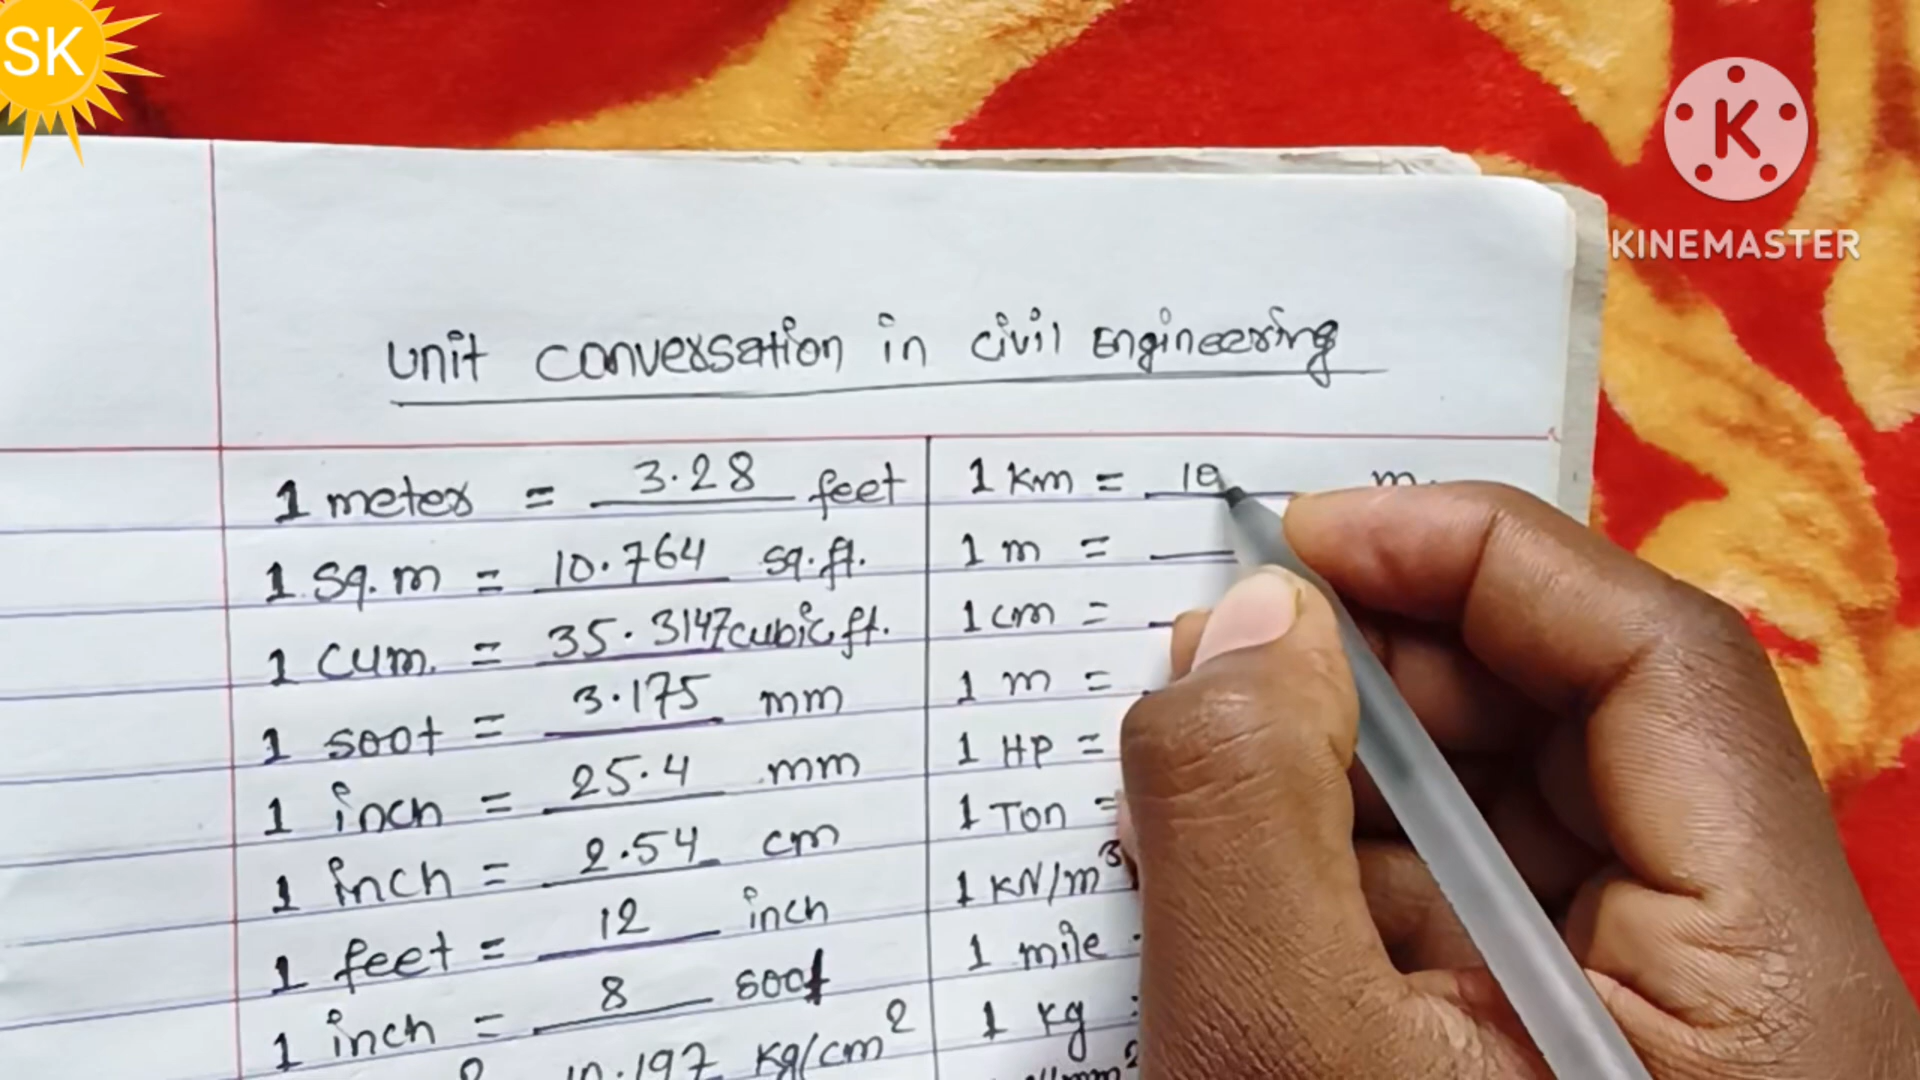 SK
K
KINEMASTER
Unit conversation in civil Engineering
1 meter = 3.28 feet
1 Sq.m = 10.764 sq.ft.
1 Cum. = 35.3147 cubic ft.
1 soot = 3.175 mm
1 inch = 25.4 mm
1 inch = 2.54 cm
1 feet = 12 inch
1 inch = 8 soot
10.197 kg/cm²
1 km = 10 m.
1 m =
1 cm =
1 m =
1 HP =
1 Ton =
1 KN/m³
1 mile
1 kg